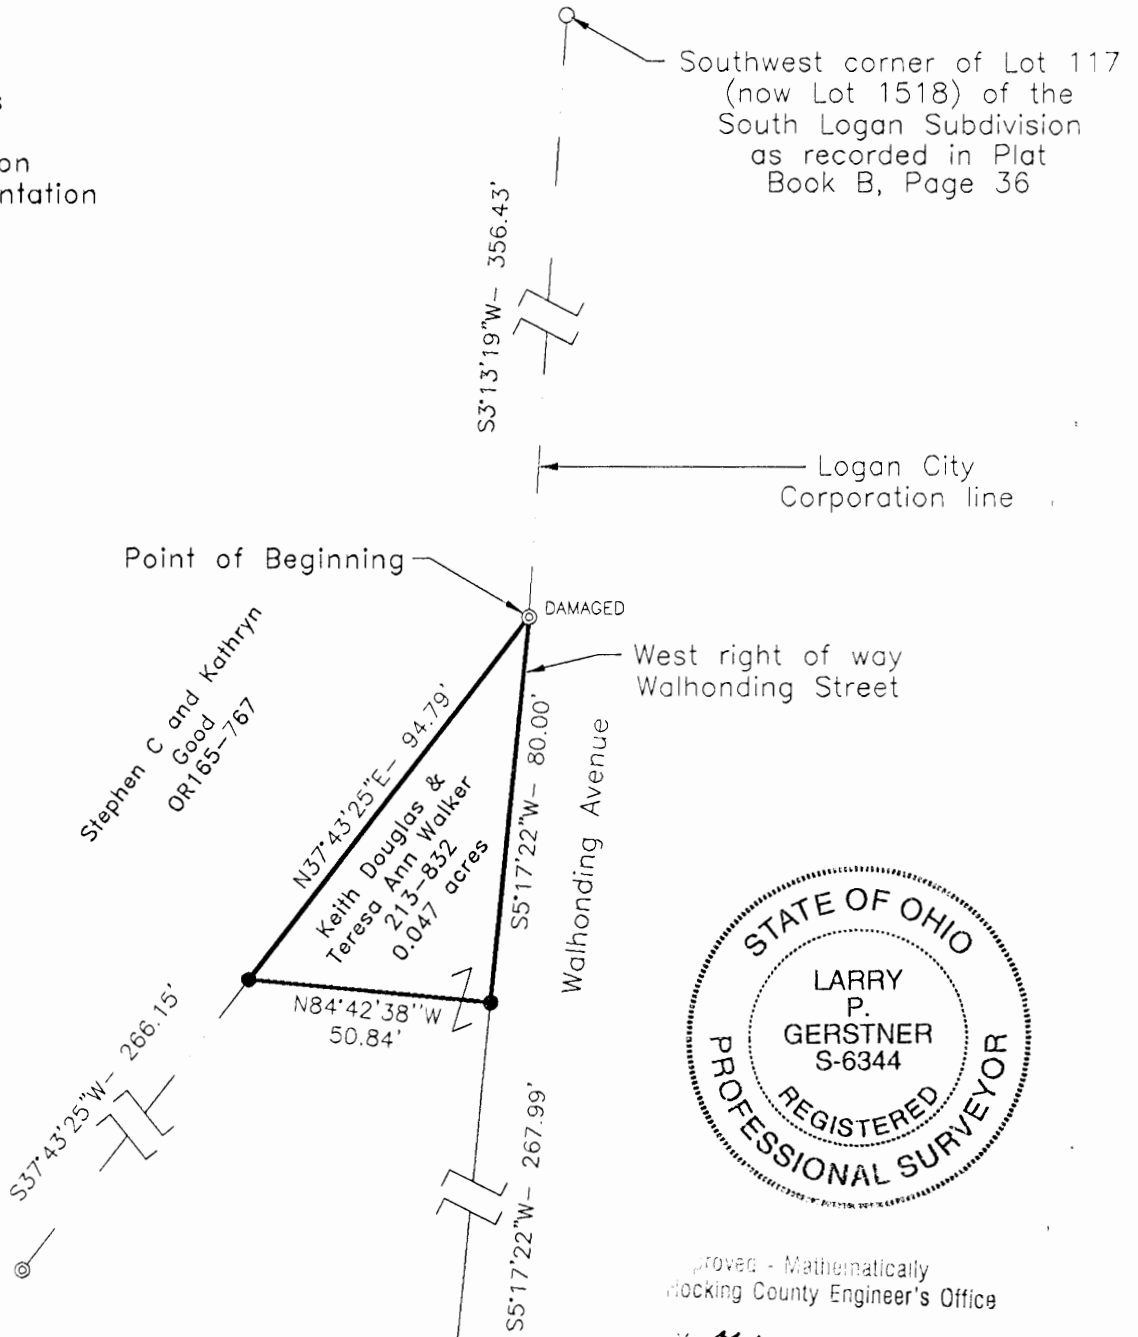 Southwest corner of Lot 117
(now Lot 1518) of the
South Logan Subdivision
as recorded in Plat
Book B, Page 36
S3°13'19"W- 356.43'
Logan City
Corporation line
Point of Beginning
DAMAGED
West right of way
Walhonding Street
Stephen C and Kathryn
Good
OR165-767
N37°43'25"E- 94.79'
Keith Douglas &
Teresa Ann Walker
213-832
0.047 acres
S5°17'22"W- 80.00'
Walhonding Avenue
N84°42'38"W
50.84'
S37°43'25"W- 266.15'
S5°17'22"W- 267.99'
STATE OF OHIO
LARRY
P.
GERSTNER
S-6344
REGISTERED
PROFESSIONAL SURVEYOR
- Mathematically
Hocking County Engineer's Office